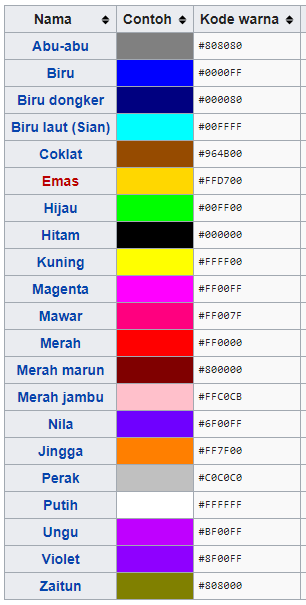 Nama Contoh Kode warna
Abu-abu #808080
Biru #0000FF
Biru dongker #000080
Biru laut (Sian) #00FFFF
Coklat #964B00
Emas #FFD700
Hijau #00FF00
Hitam #000000
Kuning #FFFF00
Magenta #FF00FF
Mawar #FF007F
Merah #FF0000
Merah marun #800000
Merah jambu #FFC0CB
Nila #6F00FF
Jingga #FF7F00
Perak #C0C0C0
Putih #FFFFFF
Ungu #BF00FF
Violet #8F00FF
Zaitun #808000